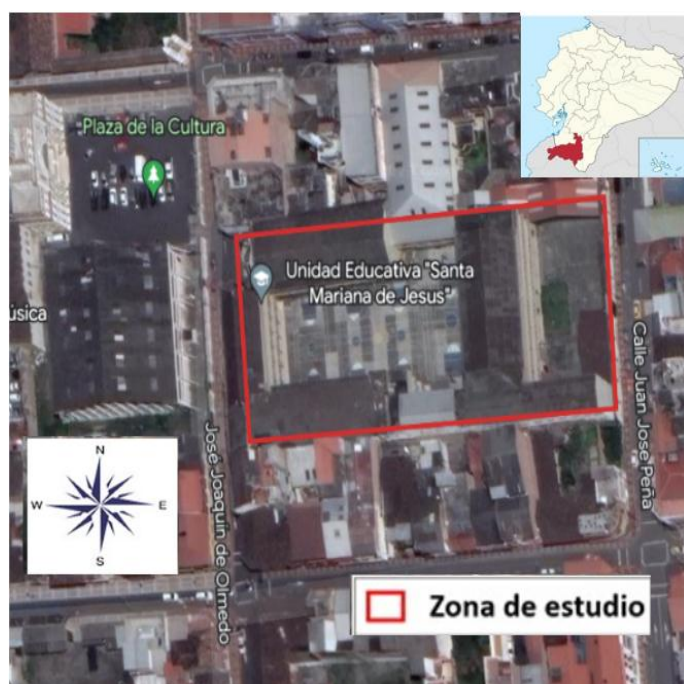 Plaza de la Cultura
Unidad Educativa "Santa
Mariana de Jesus"
úsica
José Joaquín de Olmedo
Calle Juan José Peña
N
W
E
S
Zona de estudio